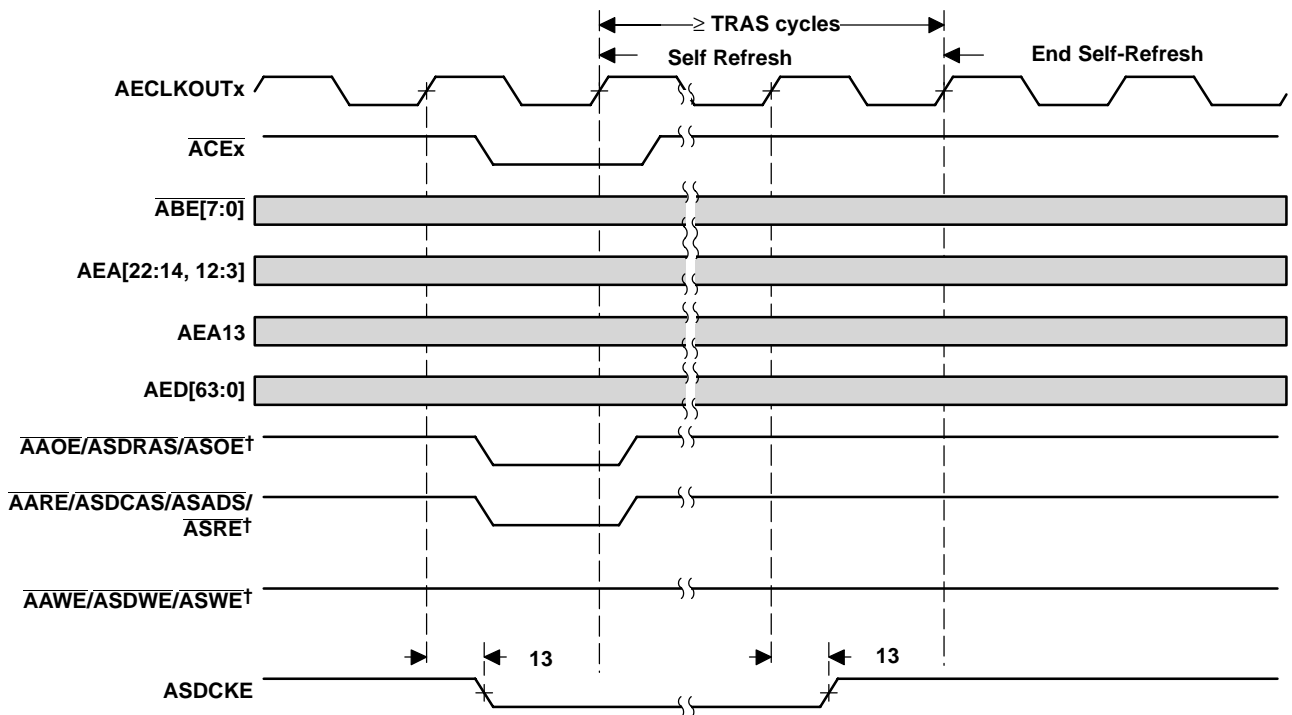 ≥ TRAS cycles
Self Refresh
End Self-Refresh
AECLKOUTx
ACEx
ABE[7:0]
AEA[22:14, 12:3]
AEA13
AED[63:0]
AAOE/ASDRAS/ASOE†
AARE/ASDCAS/ASADS/
ASRE†
AAWE/ASDWE/ASWE†
13
13
ASDCKE